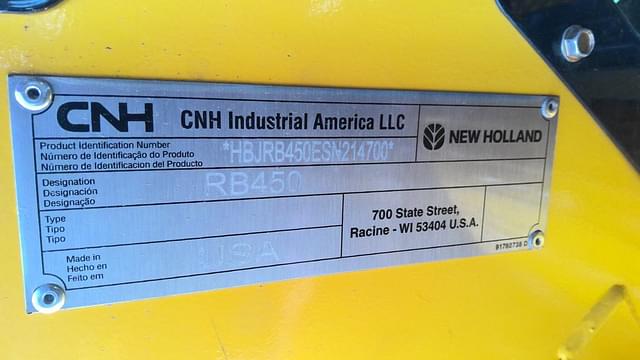 CNH
CNH Industrial America LLC
NEW HOLLAND
Product Identification Number
Número de Identificação do Produto
Número de Identificacion del Producto
*HBJRB450ESN214700*
Designation
Designación
Designação
RB450
Type
Tipo
Tipo
700 State Street,
Racine - WI 53404 U.S.A.
Made in
Hecho en
Feito em
USA
91760738 D